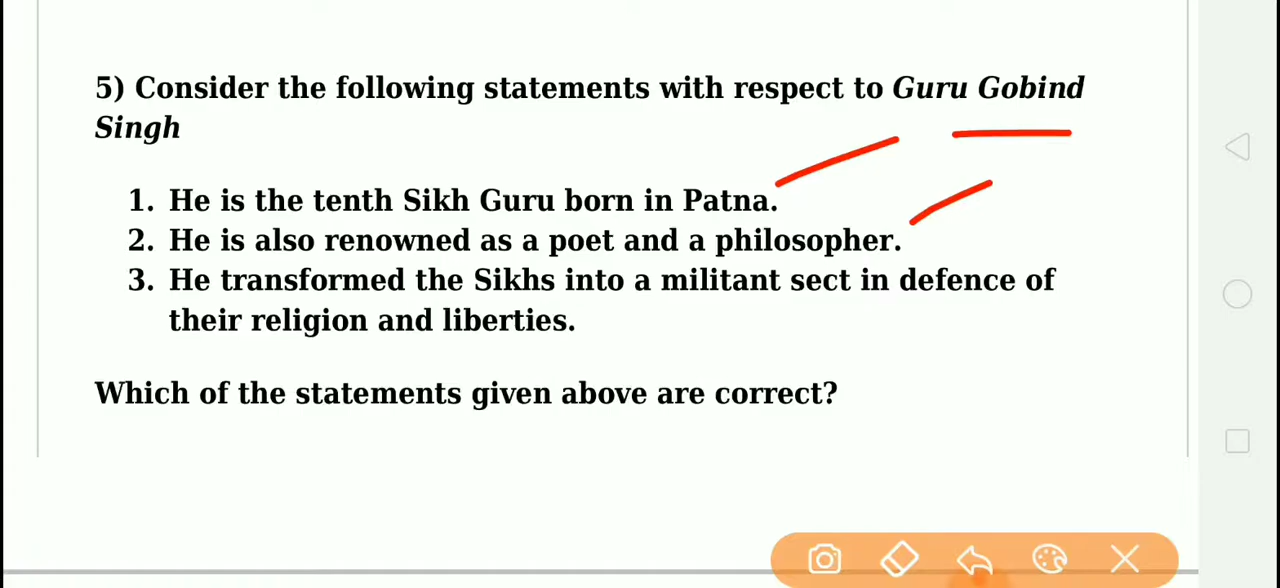 5) Consider the following statements with respect to Guru Gobind
Singh
1. He is the tenth Sikh Guru born in Patna.
2. He is also renowned as a poet and a philosopher.
3. He transformed the Sikhs into a militant sect in defence of
their religion and liberties.
Which of the statements given above are correct?